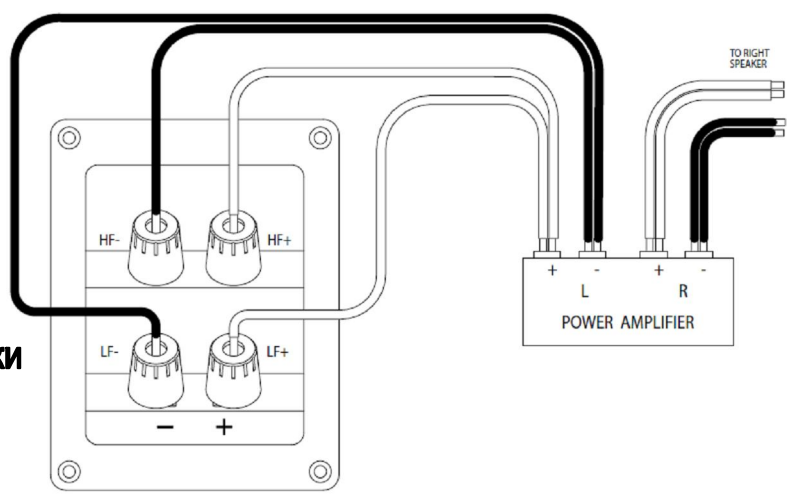 TO RIGHT
SPEAKER
HF-
HF+
+ - + -
L R
POWER AMPLIFIER
LF-
LF+
ки
- +